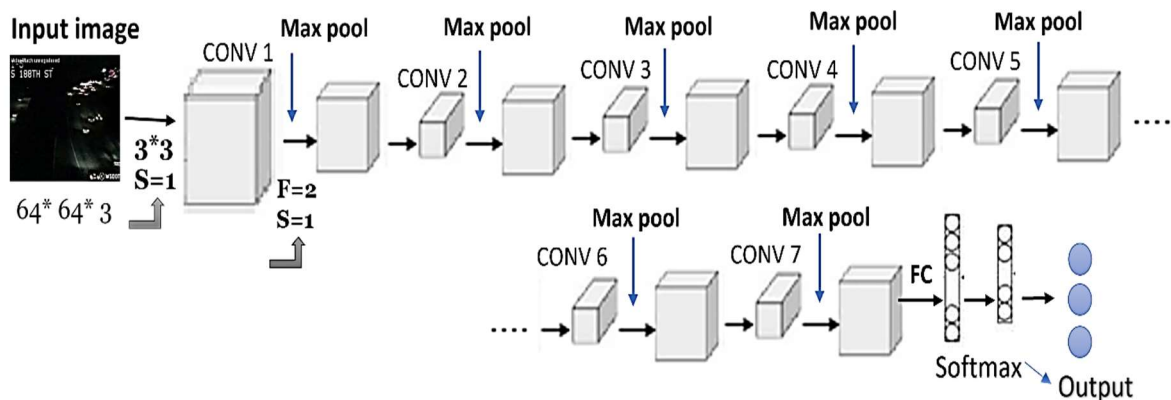 Input image
S 188TH ST
64* 64* 3
3*3
S=1
CONV 1
Max pool
F=2
S=1
CONV 2
Max pool
CONV 3
Max pool
CONV 4
Max pool
CONV 5
Max pool
....
....
CONV 6
Max pool
CONV 7
Max pool
FC
Softmax
Output